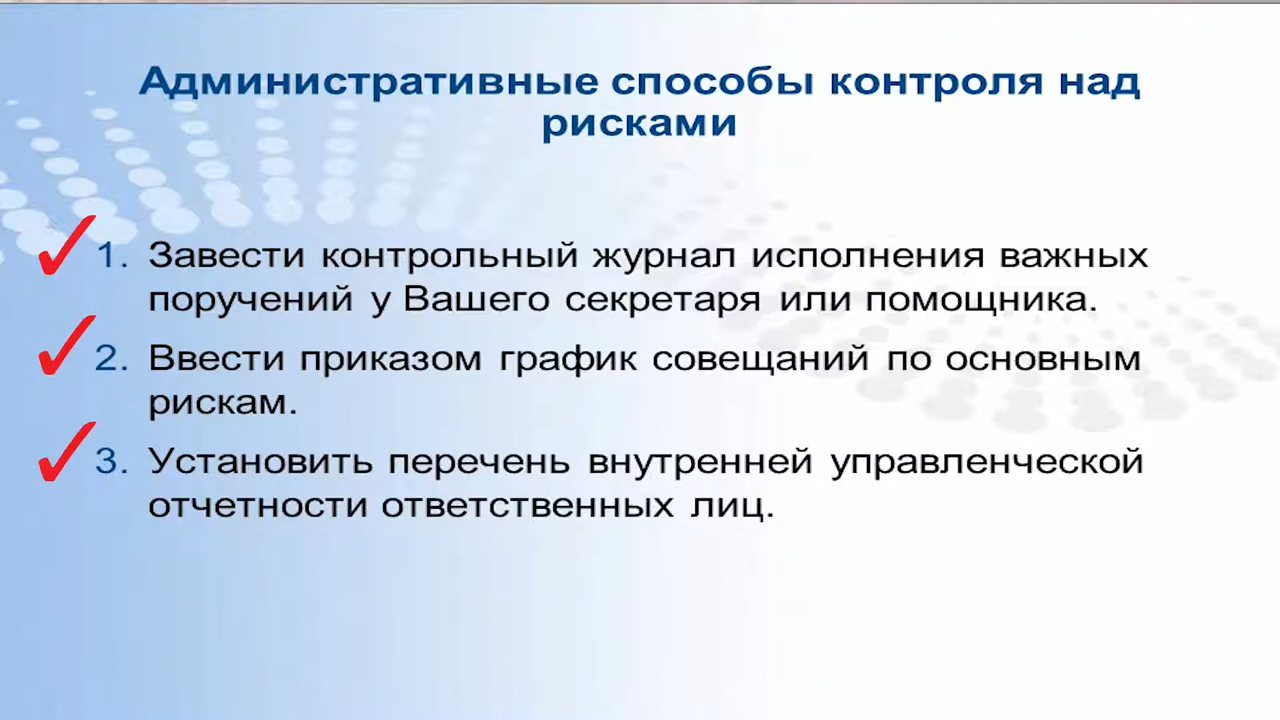 Административные способы контроля над
рисками
1. Завести контрольный журнал исполнения важных
поручений у Вашего секретаря или помощника.
2. Ввести приказом график совещаний по основным
рискам.
3. Установить перечень внутренней управленческой
отчетности ответственных лиц.